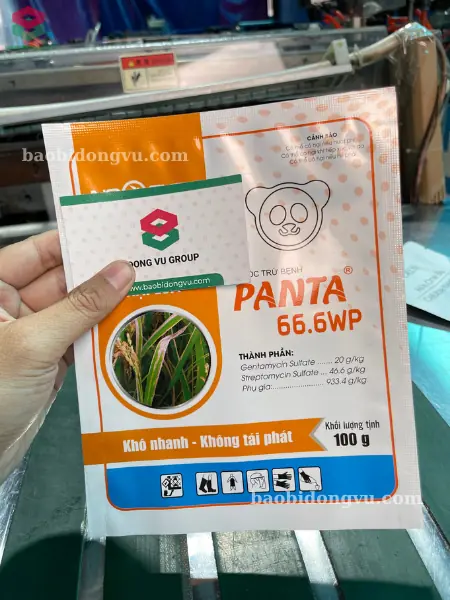 baobidongvu.com
CẢNH BÁO
DONG VU GROUP
www.baobidongvu.com
TRỪ BỆNH
PANTA®
66.6WP
THÀNH PHẦN:
Gentamycin Sulfate ....... 20 g/kg
Streptomycin Sulfate ... 46.6 g/kg
Phụ gia:........................ 933.4 g/kg
Khô nhanh - Không tái phát
Khối lượng tịnh
100 g
baobidongvu.com